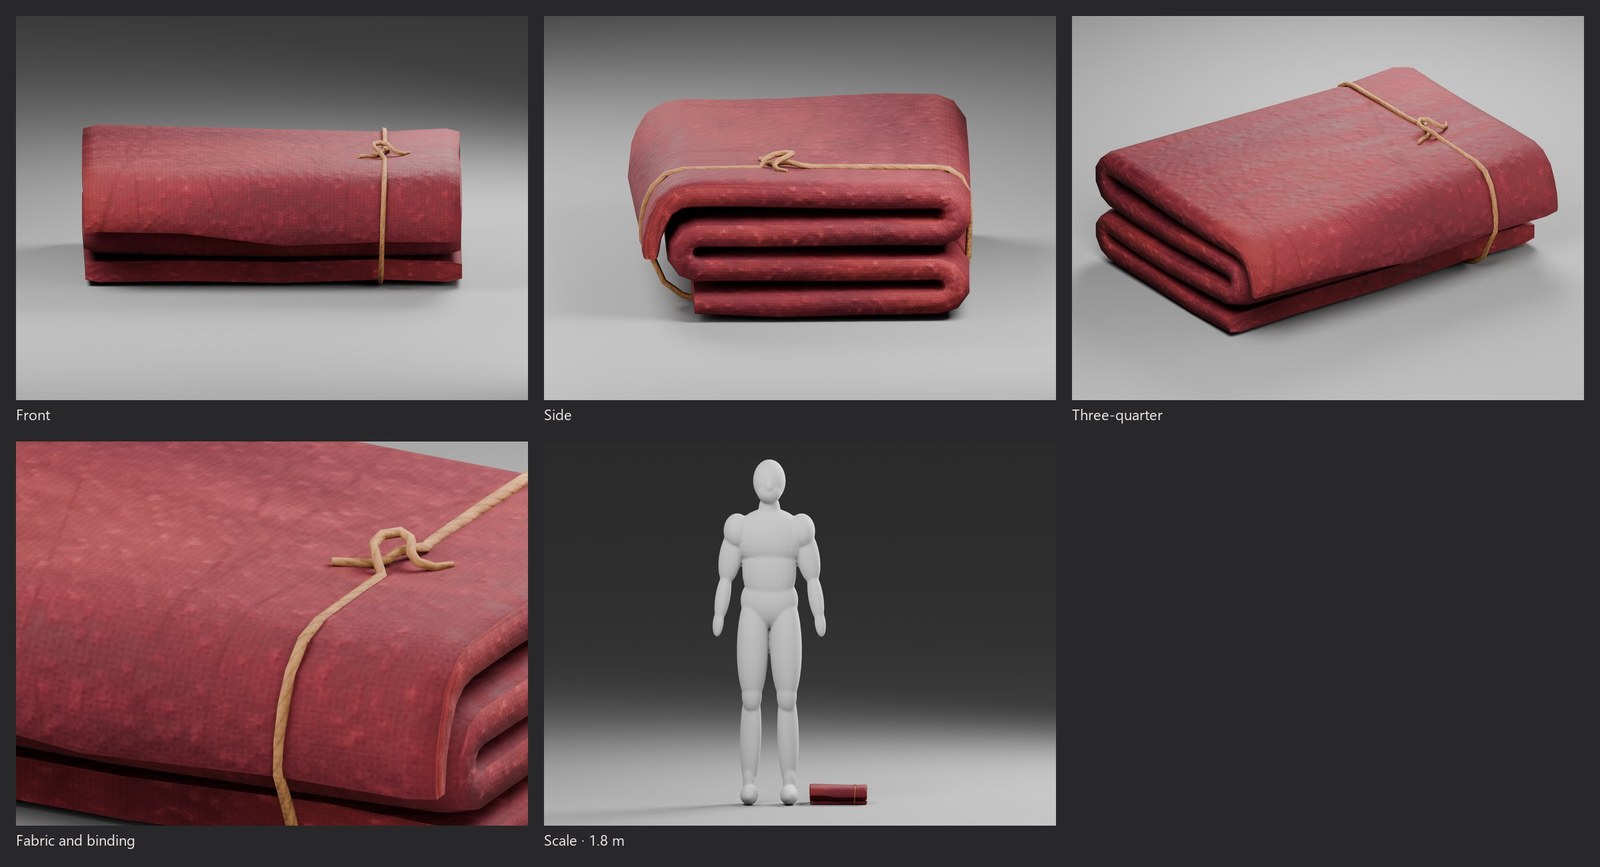 Front
Side
Three-quarter
Fabric and binding
Scale · 1.8 m